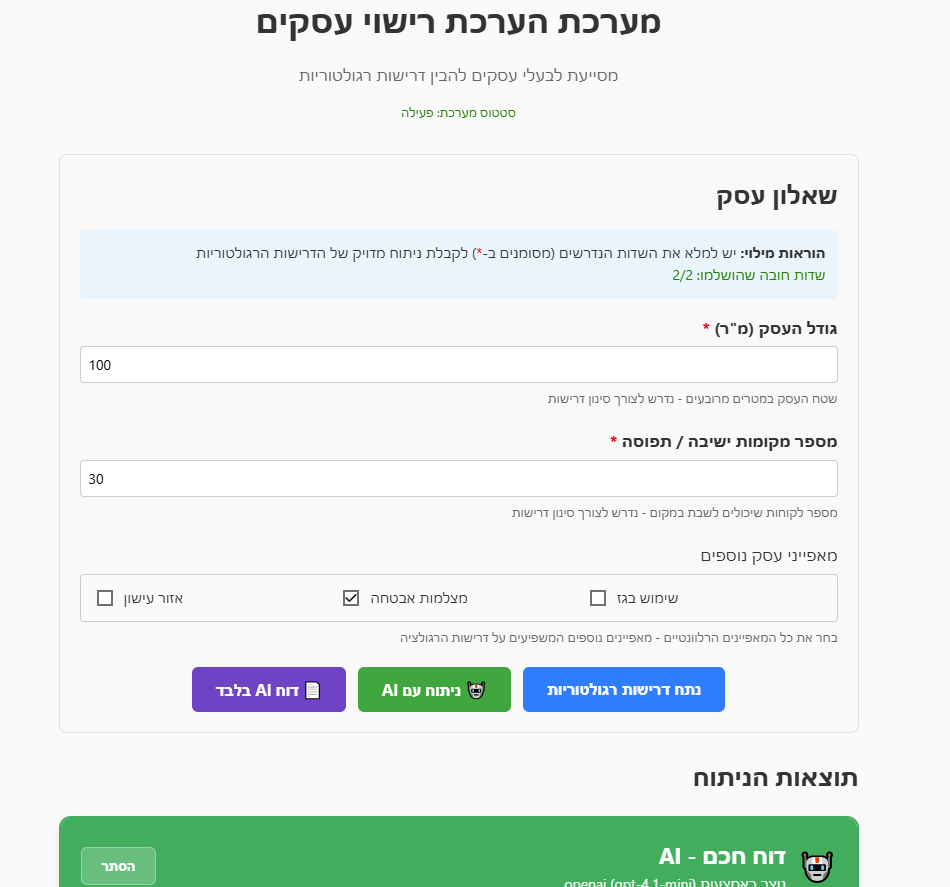 מערכת הערכת רישוי עסקים
מסייעת לבעלי עסקים להבין דרישות רגולטוריות
סטטוס מערכת: פעילה
שאלון עסק
הוראות מילוי: יש למלא את השדות הנדרשים (מסומנים ב-*) לקבלת ניתוח מדויק של הדרישות הרגולטוריות
שדות חובה שהושלמו: 2/2
גודל העסק (מ"ר) *
100
שטח העסק במטרים מרובעים - נדרש לצורך סינון דרישות
מספר מקומות ישיבה / תפוסה *
30
מספר לקוחות שיכולים לשבת במקום - נדרש לצורך סינון דרישות
מאפייני עסק נוספים
שימוש בגז מצלמות אבטחה אזור עישון
בחר את כל המאפיינים הרלוונטיים - מאפיינים נוספים המשפיעים על דרישות הרגולציה
נתח דרישות רגולטוריות ניתוח עם AI דוח AI בלבד
תוצאות הניתוח
דוח חכם - AI
הסתר
נוצר באמצעות openai (gpt-4.1-mini)